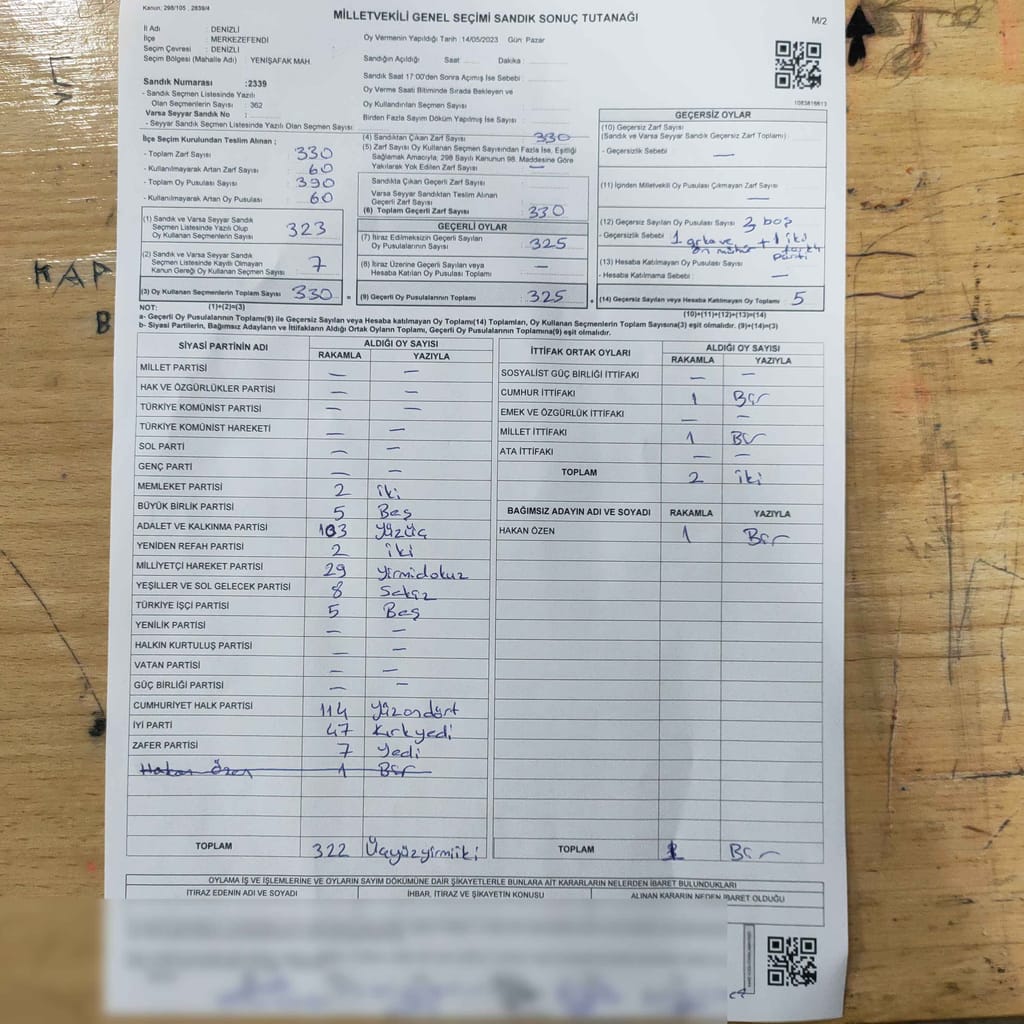 Kanun: 298/105 , 2839/4
MİLLETVEKİLİ GENEL SEÇİMİ SANDIK SONUÇ TUTANAĞI
M/2
İl Adı : DENİZLİ
İlçe : MERKEZEFENDİ
Seçim Çevresi : DENİZLİ
Seçim Bölgesi (Mahalle Adı) YENİŞAFAK MAH.
Sandık Numarası :2339
- Sandık Seçmen Listesinde Yazılı
Olan Seçmenlerin Sayısı : 362
Varsa Seyyar Sandık No :
- Seyyar Sandık Seçmen Listesinde Yazılı Olan Seçmen Sayısı
İlçe Seçim Kurulundan Teslim Alınan ;
- Toplam Zarf Sayısı 330
- Kullanılmayarak Artan Zarf Sayısı 60
- Toplam Oy Pusulası Sayısı 390
- Kullanılmayarak Artan Oy Pusulası 60
Oy Vermenin Yapıldığı Tarih :14/05/2023 Gün: Pazar
Sandığın Açıldığı Saat : Dakika :
Sandık Saat 17:00'den Sonra Açımış İse Sebebi :
Oy Verme Saati Bitiminde Sırada Bekleyen ve
Oy Kullandırılan Seçmen Sayısı :
Birden Fazla Sayım Döküm Yapılmış İse Sayısı :
(4) Sandıktan Çıkan Zarf Sayısı 330
(5) Zarf Sayısı Oy Kullanan Seçmen Sayısından Fazla İse, Eşitliği
Sağlamak Amacıyla, 298 Sayılı Kanunun 98. Maddesine Göre
Yakılarak Yok Edilen Zarf Sayısı : —
Sandıkta Çıkan Geçerli Zarf Sayısı
Varsa Seyyar Sandıktan Teslim Alınan
Geçerli Zarf Sayısı :
(6) Toplam Geçerli Zarf Sayısı : 330
1083816613
GEÇERSİZ OYLAR
(10) Geçersiz Zarf Sayısı
(Sandık ve Varsa Seyyar Sandık Geçersiz Zarf Toplamı) :
- Geçersizlik Sebebi : —
(11) İçinden Milletvekili Oy Pusulası Çıkmayan Zarf Sayısı
—
(12) Geçersiz Sayılan Oy Pusulası Sayısı : 3 boş
- Geçersizlik Sebebi : 1 arka ve + 1 iki
ön mühür farklı
parti
(13) Hesaba Katılmayan Oy Pusulası Sayısı
- Hesaba Katılmama Sebebi : —
(14) Geçersiz Sayılan veya Hesaba Katılmayan Oy Toplamı : 5
(10)+(11)+(12)+(13)=(14)
(1) Sandık ve Varsa Seyyar Sandık
Seçmen Listesinde Yazılı Olup
Oy Kullanan Seçmenlerin Sayısı 323
(2) Sandık ve Varsa Seyyar Sandık
Seçmen Listesinde Kayıtlı Olmayan
Kanun Gereği Oy Kullanan Seçmen Sayısı 7
(3) Oy Kullanan Seçmenlerin Toplam Sayısı 330
(1)+(2)=(3)
GEÇERLİ OYLAR
(7) İtiraz Edilmeksizin Geçerli Sayılan
Oy Pusulalarının Sayısı : 325
(8) İtiraz Üzerine Geçerli Sayılan veya
Hesaba Katılan Oy Pusulası Toplamı : —
(9) Geçerli Oy Pusulalarının Toplamı : 325
NOT:
a- Geçerli Oy Pusulalarının Toplamı(9) ile Geçersiz Sayılan veya Hesaba katılmayan Oy Toplamı(14) Toplamları, Oy Kullanan Seçmenlerin Toplam Sayısına(3) eşit olmalıdır. (9)+(14)=(3)
b- Siyasi Partilerin, Bağımsız Adayların ve İttifakların Aldığı Ortak Oyların Toplamı, Geçerli Oy Pusulalarının Toplamına(9) eşit olmalıdır.
SİYASİ PARTİNİN ADI ALDIĞI OY SAYISI
RAKAMLA YAZIYLA
MİLLET PARTİSİ — —
HAK VE ÖZGÜRLÜKLER PARTİSİ — —
TÜRKİYE KOMÜNİST PARTİSİ — —
TÜRKİYE KOMÜNİST HAREKETİ — —
SOL PARTİ — —
GENÇ PARTİ — —
MEMLEKET PARTİSİ 2 iki
BÜYÜK BİRLİK PARTİSİ 5 Beş
ADALET VE KALKINMA PARTİSİ 103 Yüzüç
YENİDEN REFAH PARTİSİ 2 iki
MİLLİYETÇİ HAREKET PARTİSİ 29 yirmidokuz
YEŞİLLER VE SOL GELECEK PARTİSİ 8 Sekiz
TÜRKİYE İŞÇİ PARTİSİ 5 Beş
YENİLİK PARTİSİ — —
HALKIN KURTULUŞ PARTİSİ — —
VATAN PARTİSİ — —
GÜÇ BİRLİĞİ PARTİSİ — —
CUMHURİYET HALK PARTİSİ 114 Yüzondört
İYİ PARTİ 47 Kırkyedi
ZAFER PARTİSİ 7 Yedi
Hakan Özen 1 Bir
TOPLAM 322 Üçyüzyirmiiki
İTTİFAK ORTAK OYLARI ALDIĞI OY SAYISI
RAKAMLA YAZIYLA
SOSYALİST GÜÇ BİRLİĞİ İTTİFAKI — —
CUMHUR İTTİFAKI 1 Bir
EMEK VE ÖZGÜRLÜK İTTİFAKI — —
MİLLET İTTİFAKI 1 Bir
ATA İTTİFAKI — —
TOPLAM 2 iki
BAĞIMSIZ ADAYIN ADI VE SOYADI RAKAMLA YAZIYLA
HAKAN ÖZEN 1 Bir
TOPLAM 1 Bir
OYLAMA İŞ VE İŞLEMLERİNE VE OYLARIN SAYIM DÖKÜMÜNE DAİR ŞİKAYETLERLE BUNLARA AİT KARARLARIN NELERDEN İBARET BULUNDUKLARI
İTİRAZ EDENİN ADI VE SOYADI İHBAR, İTİRAZ VE ŞİKAYETİN KONUSU ALINAN KARARIN NEDEN İBARET OLDUĞU
KAP
B